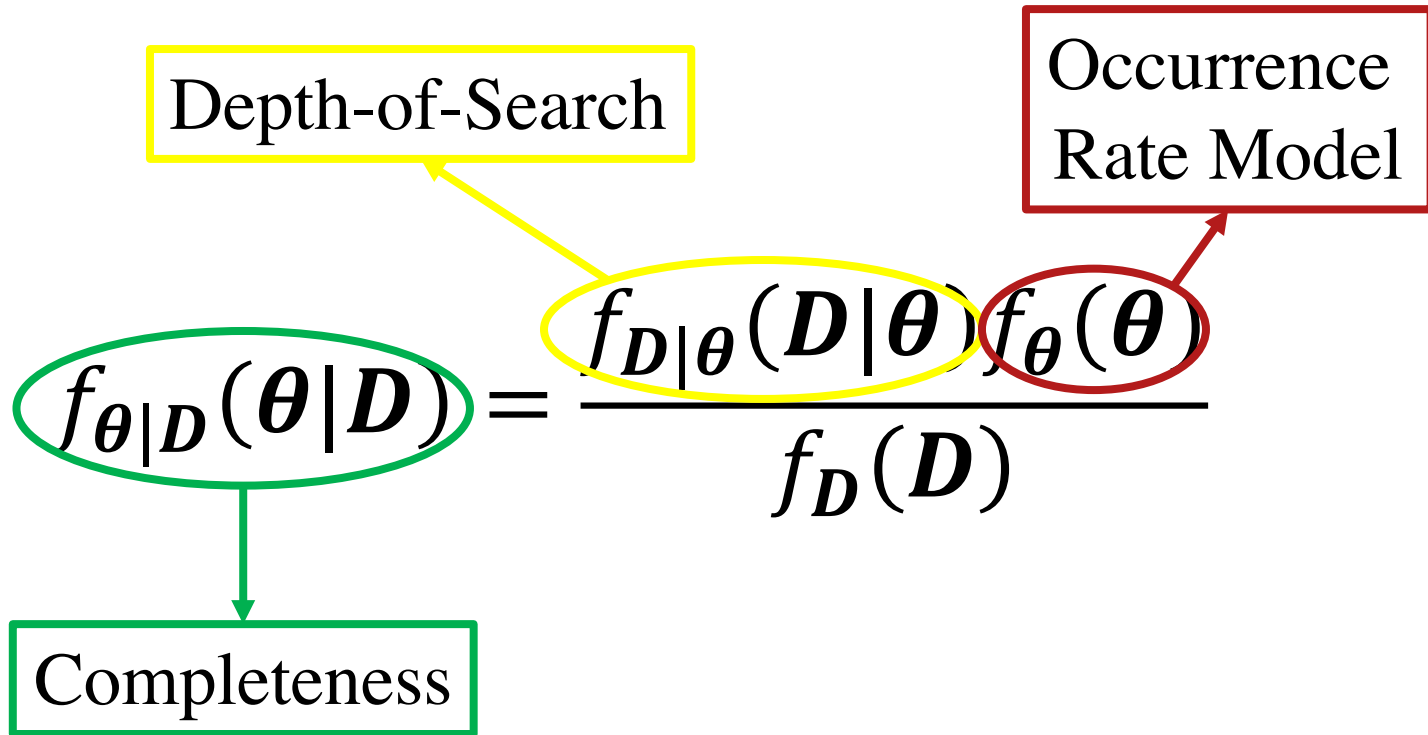 Depth-of-Search
Occurrence
Rate Model
f_{D|θ}(D|θ)f_θ(θ)
f_{θ|D}(θ|D) =
f_D(D)
Completeness